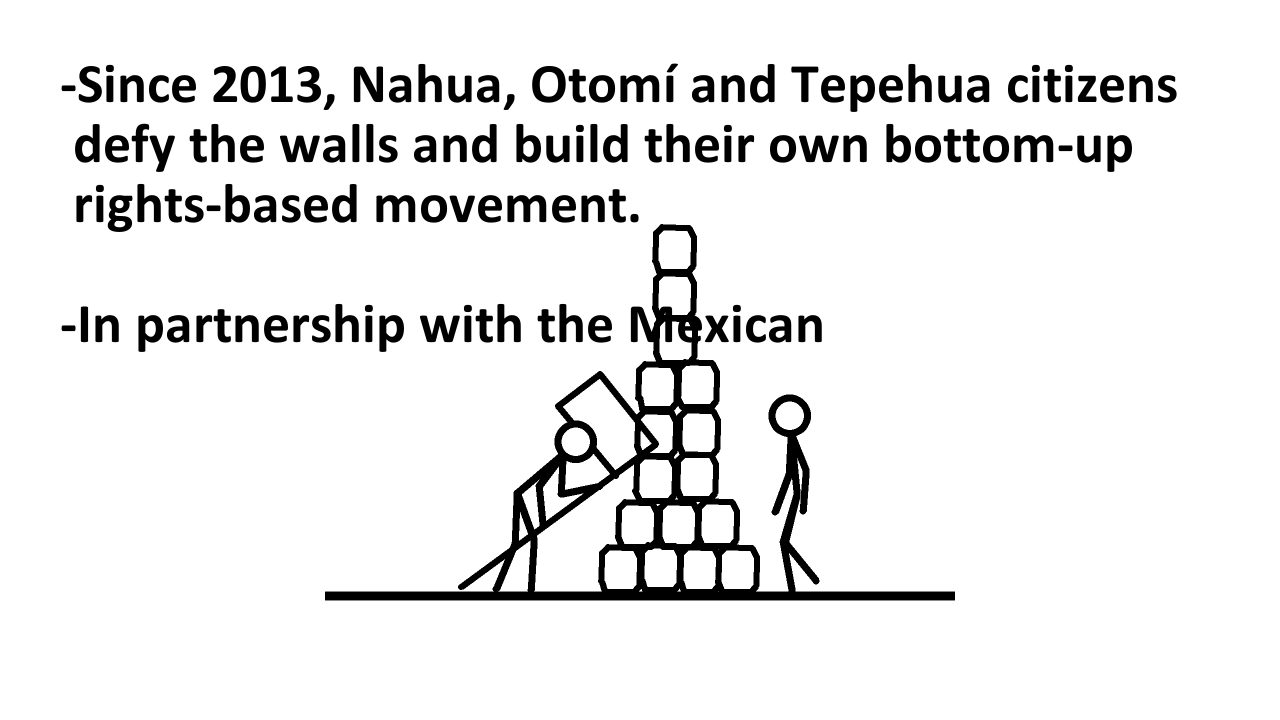 -Since 2013, Nahua, Otomí and Tepehua citizens
defy the walls and build their own bottom-up
rights-based movement.
-In partnership with the Mexican